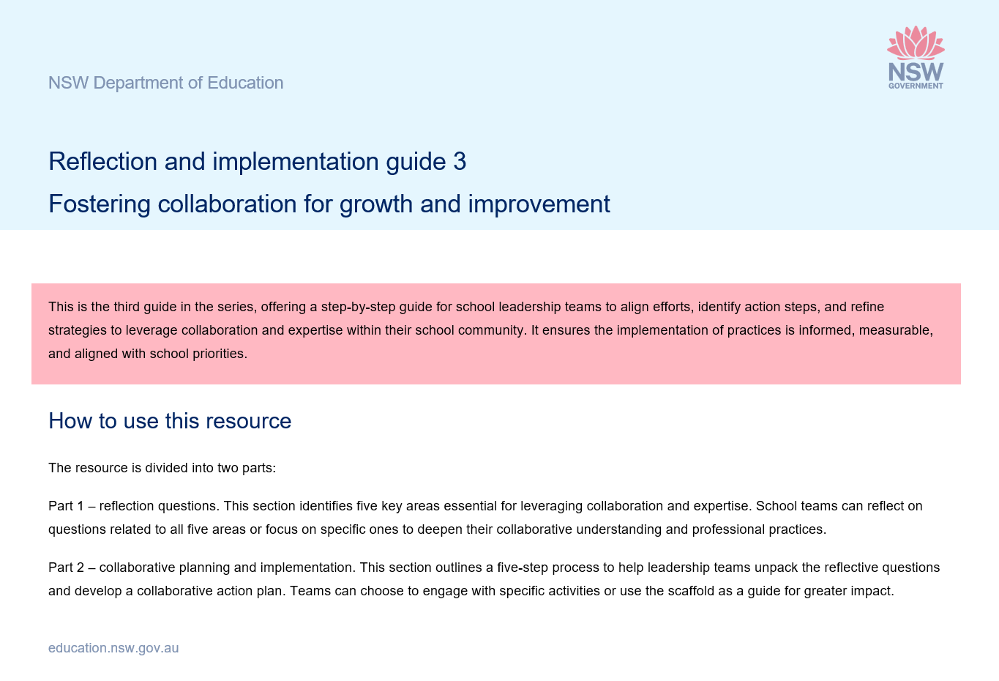 NSW Department of Education
NSW
GOVERNMENT
Reflection and implementation guide 3
Fostering collaboration for growth and improvement
This is the third guide in the series, offering a step-by-step guide for school leadership teams to align efforts, identify action steps, and refine
strategies to leverage collaboration and expertise within their school community. It ensures the implementation of practices is informed, measurable,
and aligned with school priorities.
How to use this resource
The resource is divided into two parts:
Part 1 – reflection questions. This section identifies five key areas essential for leveraging collaboration and expertise. School teams can reflect on
questions related to all five areas or focus on specific ones to deepen their collaborative understanding and professional practices.
Part 2 – collaborative planning and implementation. This section outlines a five-step process to help leadership teams unpack the reflective questions
and develop a collaborative action plan. Teams can choose to engage with specific activities or use the scaffold as a guide for greater impact.
education.nsw.gov.au